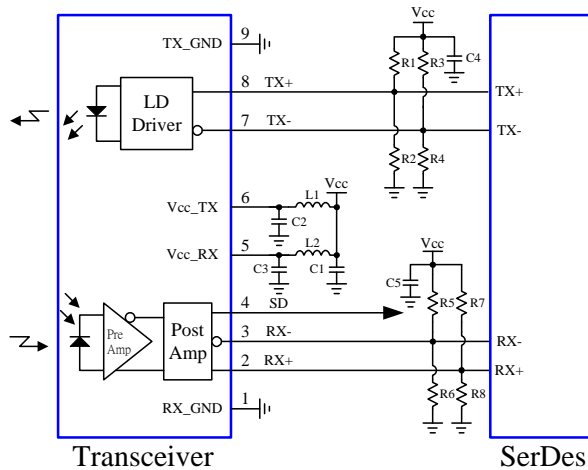 Vcc
9
TX_GND
R1 R3 C4
8 TX+ TX+
LD
Driver
7 TX- TX-
R2 R4
Vcc
6
Vcc_TX L1
C2
5
Vcc_RX L2 Vcc
C3 C1
C5
4
SD R5 R7
Pre
Amp
Post
Amp
3
RX- RX-
2
RX+ RX+
R6 R8
1
RX_GND
Transceiver SerDes